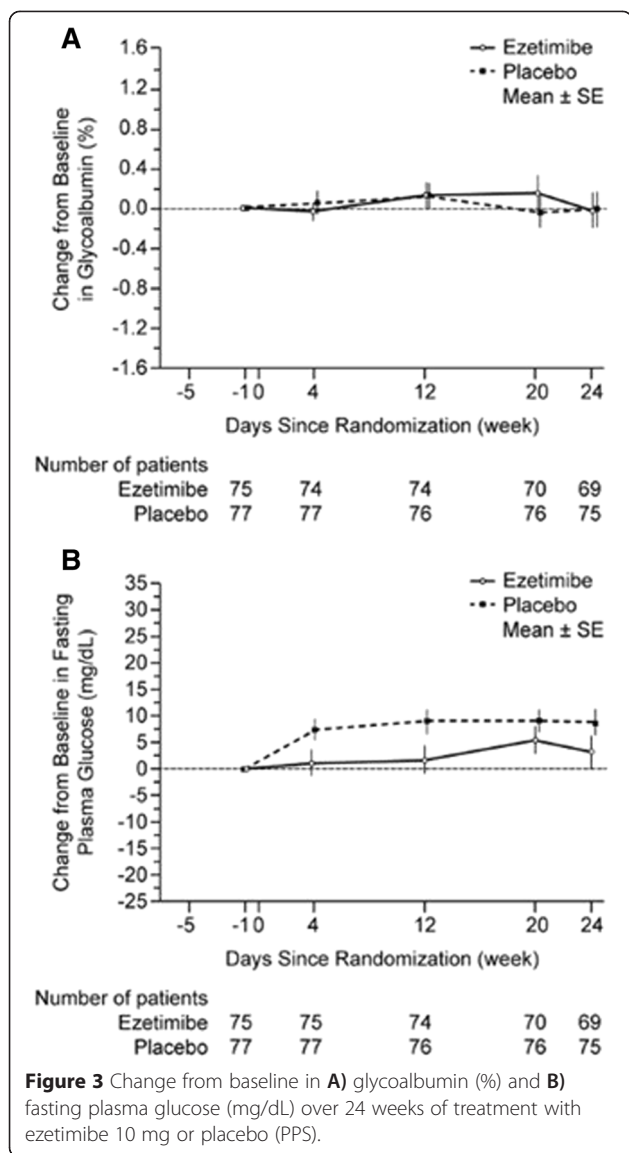 A
1.6
1.2
0.8
0.4
0.0
-0.4
-0.8
-1.2
-1.6
Change from Baseline
in Glycoalbumin (%)
Ezetimibe
Placebo
Mean ± SE
-5 -1 0 4 12 20 24
Days Since Randomization (week)
Number of patients
Ezetimibe 75 74 74 70 69
Placebo 77 77 76 76 75
B
35
30
25
20
15
10
5
0
-5
-10
-15
-20
-25
Change from Baseline in Fasting
Plasma Glucose (mg/dL)
Ezetimibe
Placebo
Mean ± SE
-5 -1 0 4 12 20 24
Days Since Randomization (week)
Number of patients
Ezetimibe 75 75 74 70 69
Placebo 77 77 76 76 75
Figure 3 Change from baseline in A) glycoalbumin (%) and B)
fasting plasma glucose (mg/dL) over 24 weeks of treatment with
ezetimibe 10 mg or placebo (PPS).